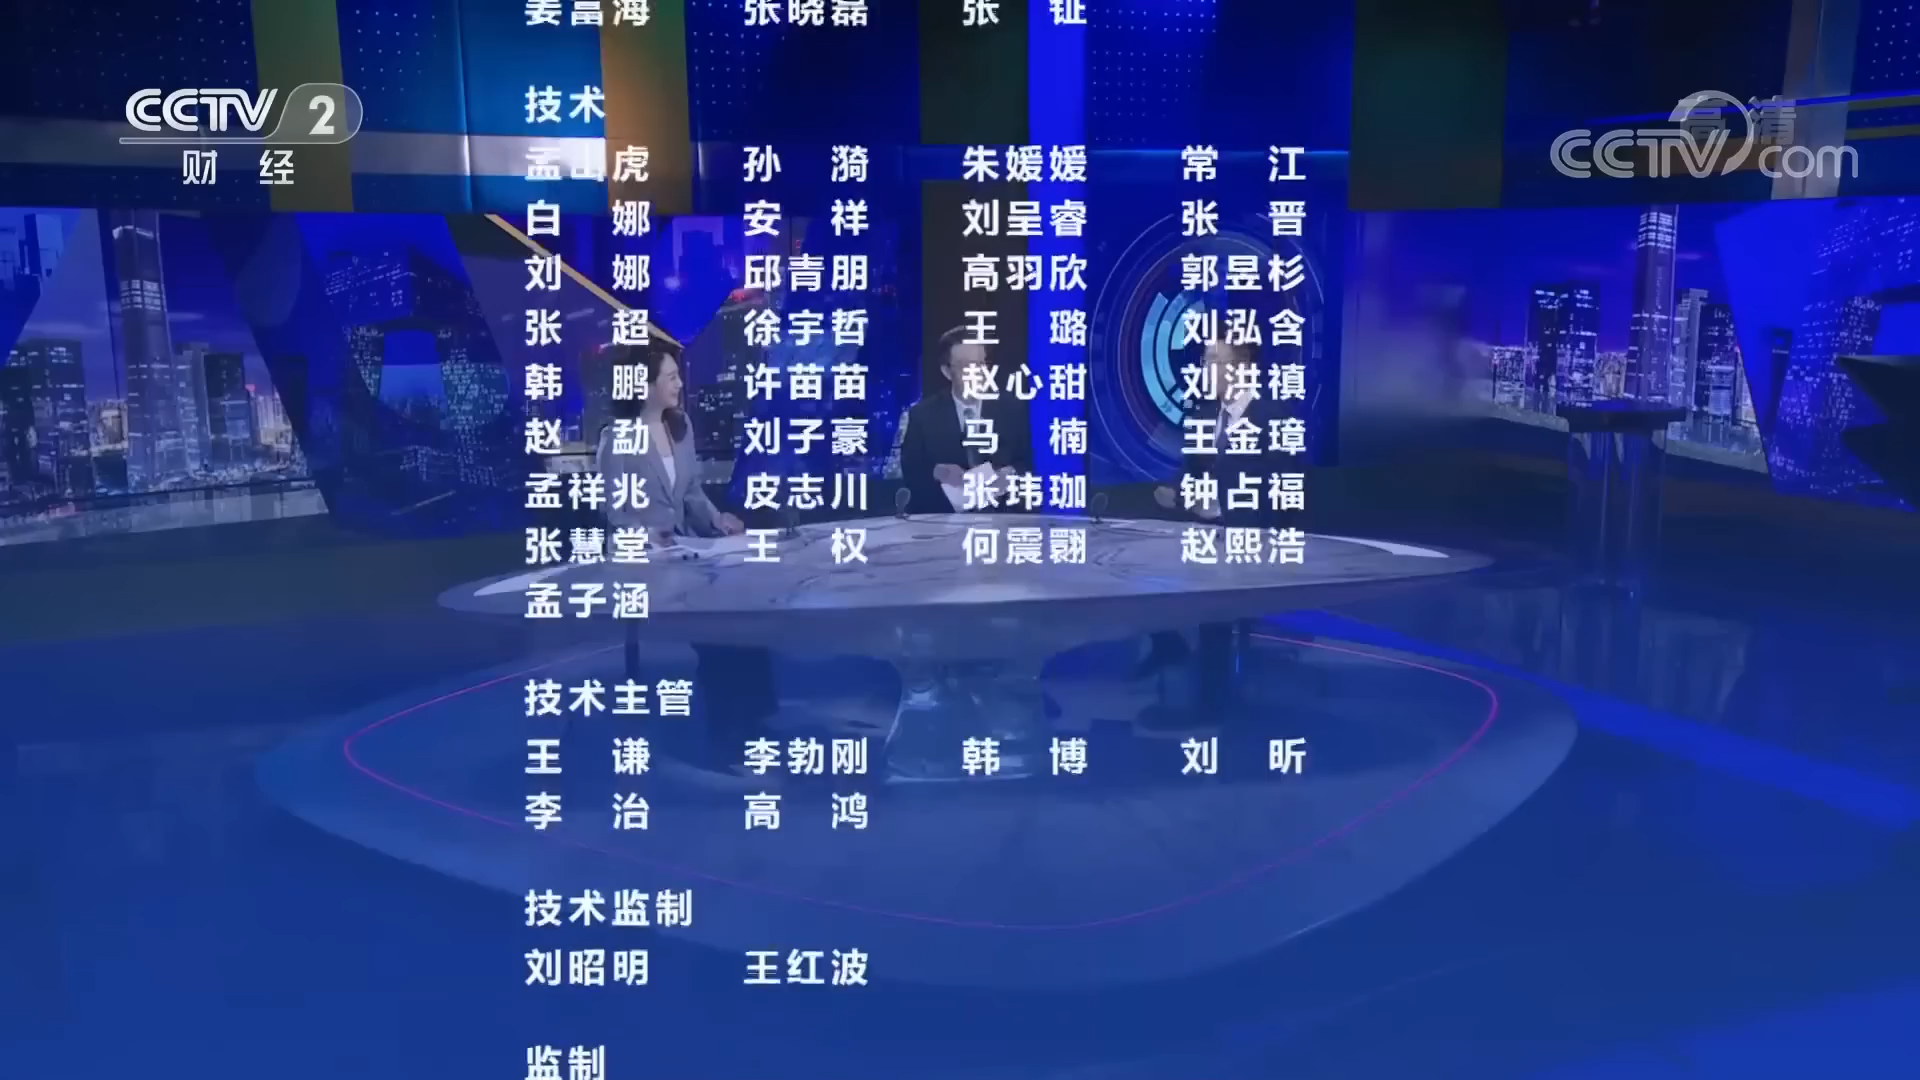 姜富海 张晓磊 张 钲
CCTV 2
财 经
高清
CCTV.com
技术
孟山虎 孙 漪 朱媛媛 常 江
白 娜 安 祥 刘呈睿 张 晋
刘 娜 邱青朋 高羽欣 郭昱杉
张 超 徐宇哲 王 璐 刘泓含
韩 鹏 许苗苗 赵心甜 刘洪禛
赵 勐 刘子豪 马 楠 王金璋
孟祥兆 皮志川 张玮珈 钟占福
张慧堂 王 权 何震翾 赵熙浩
孟子涵
技术主管
王 谦 李勃刚 韩 博 刘 昕
李 治 高 鸿
技术监制
刘昭明 王红波
监制